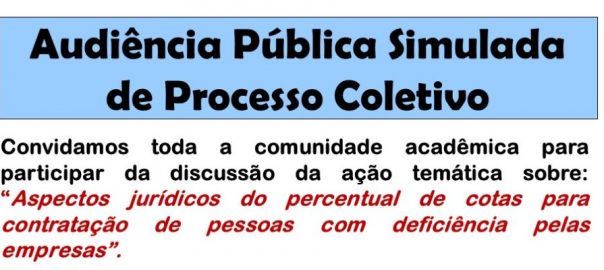 Audiência Pública Simulada
de Processo Coletivo
Convidamos toda a comunidade acadêmica para
participar da discussão da ação temática sobre:
“Aspectos jurídicos do percentual de cotas para
contratação de pessoas com deficiência pelas
empresas”.